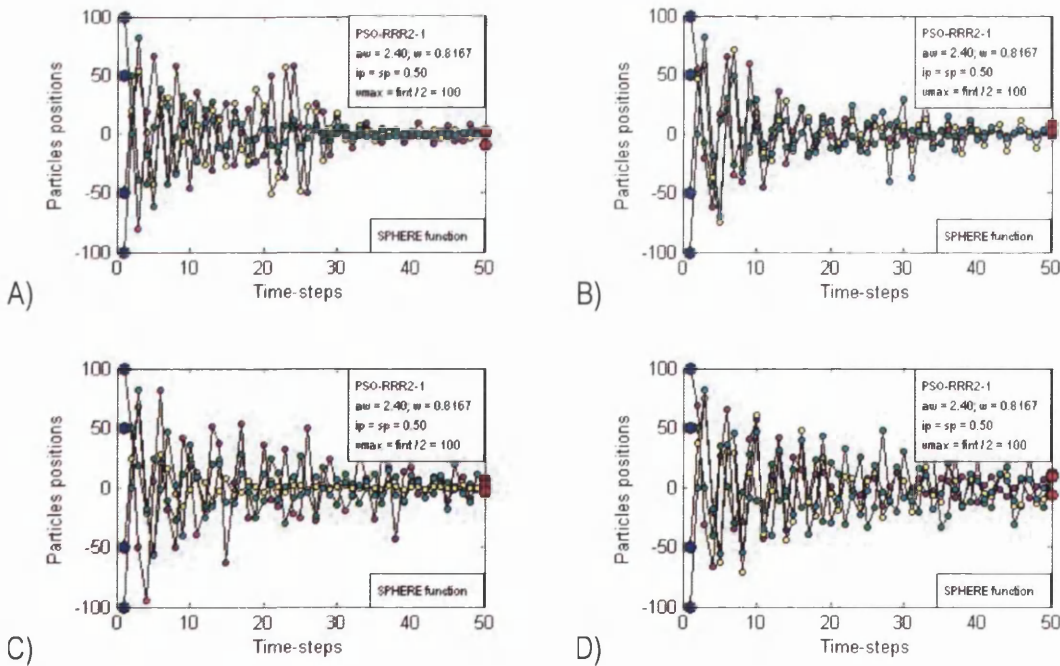 100
50
0
-50
-100
0
10
20
30
40
50
Particles positions
Time-steps
PSO-RRR2-1
aw = 2.40; w = 0.8167
ip = sp = 0.50
vmax = fint / 2 = 100
SPHERE function
A)
100
50
0
-50
-100
0
10
20
30
40
50
Particles positions
Time-steps
PSO-RRR2-1
aw = 2.40; w = 0.8167
ip = sp = 0.50
vmax = fint / 2 = 100
SPHERE function
B)
100
50
0
-50
-100
0
10
20
30
40
50
Particles positions
Time-steps
PSO-RRR2-1
aw = 2.40; w = 0.8167
ip = sp = 0.50
vmax = fint / 2 = 100
SPHERE function
C)
100
50
0
-50
-100
0
10
20
30
40
50
Particles positions
Time-steps
PSO-RRR2-1
aw = 2.40; w = 0.8167
ip = sp = 0.50
vmax = fint / 2 = 100
SPHERE function
D)